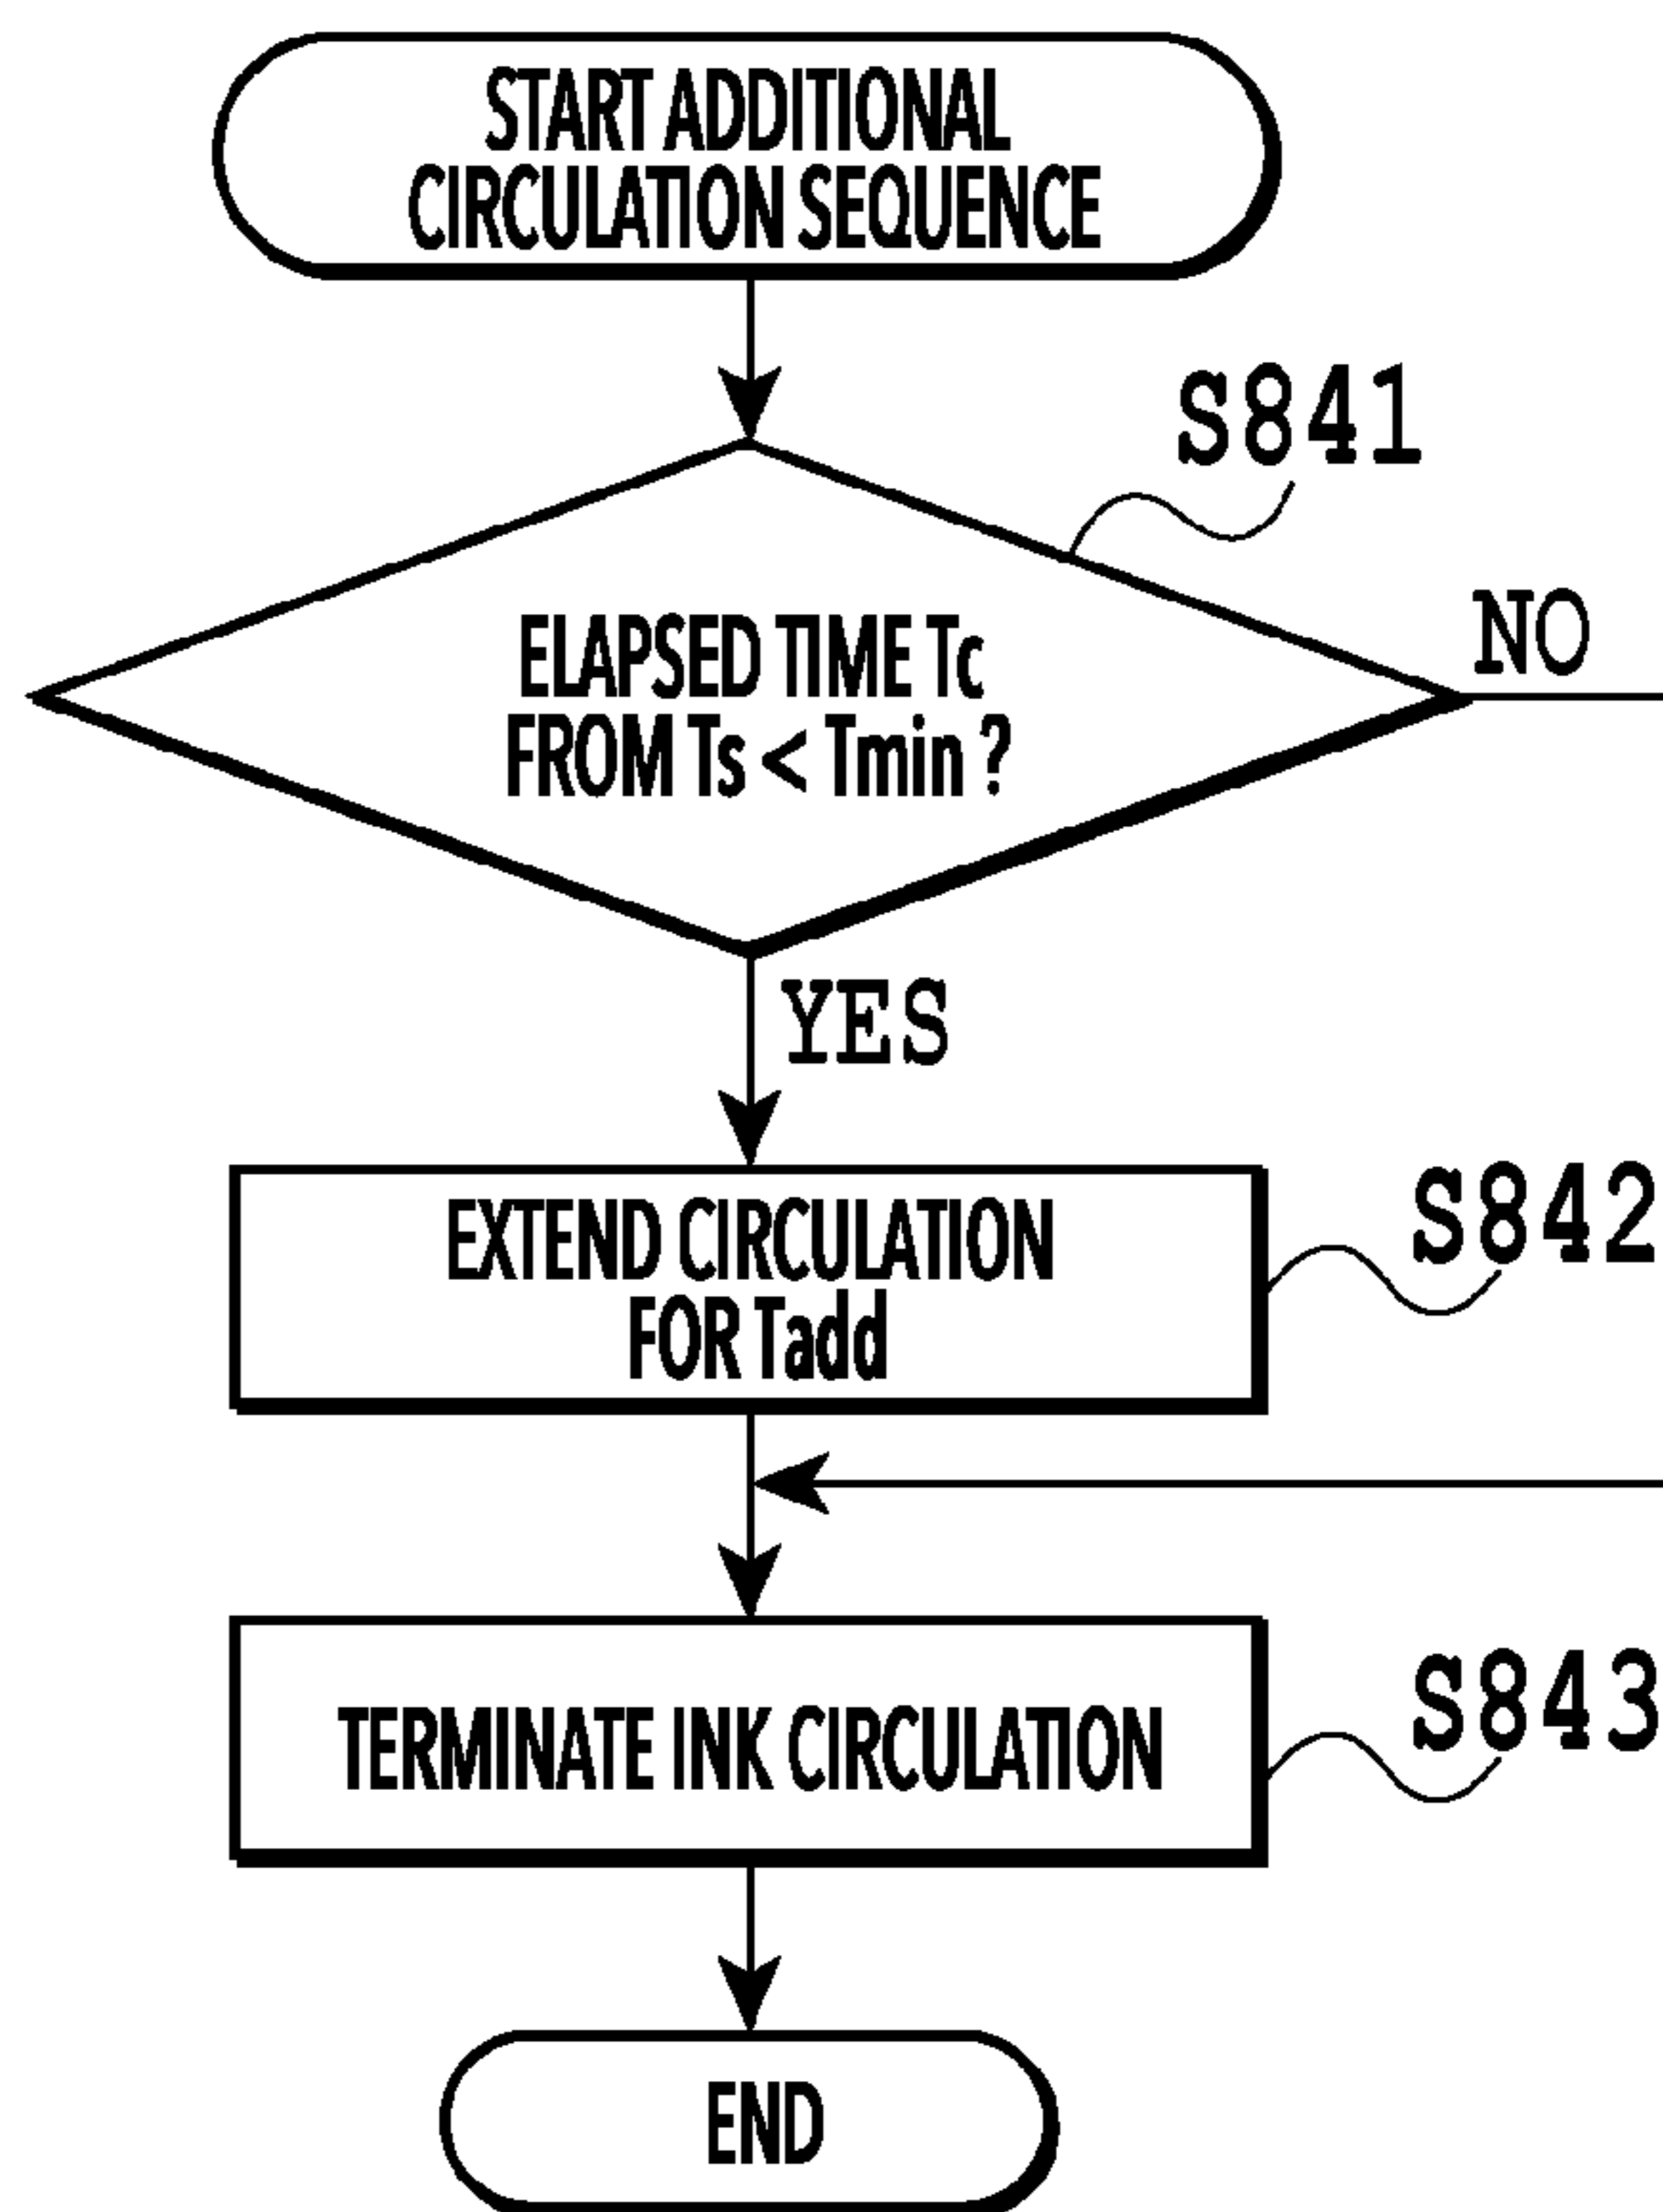 START ADDITIONAL
CIRCULATION SEQUENCE
S841
ELAPSED TIME Tc
FROM Ts < Tmin ?
NO
YES
EXTEND CIRCULATION
FOR Tadd
S842
TERMINATE INK CIRCULATION
S843
END